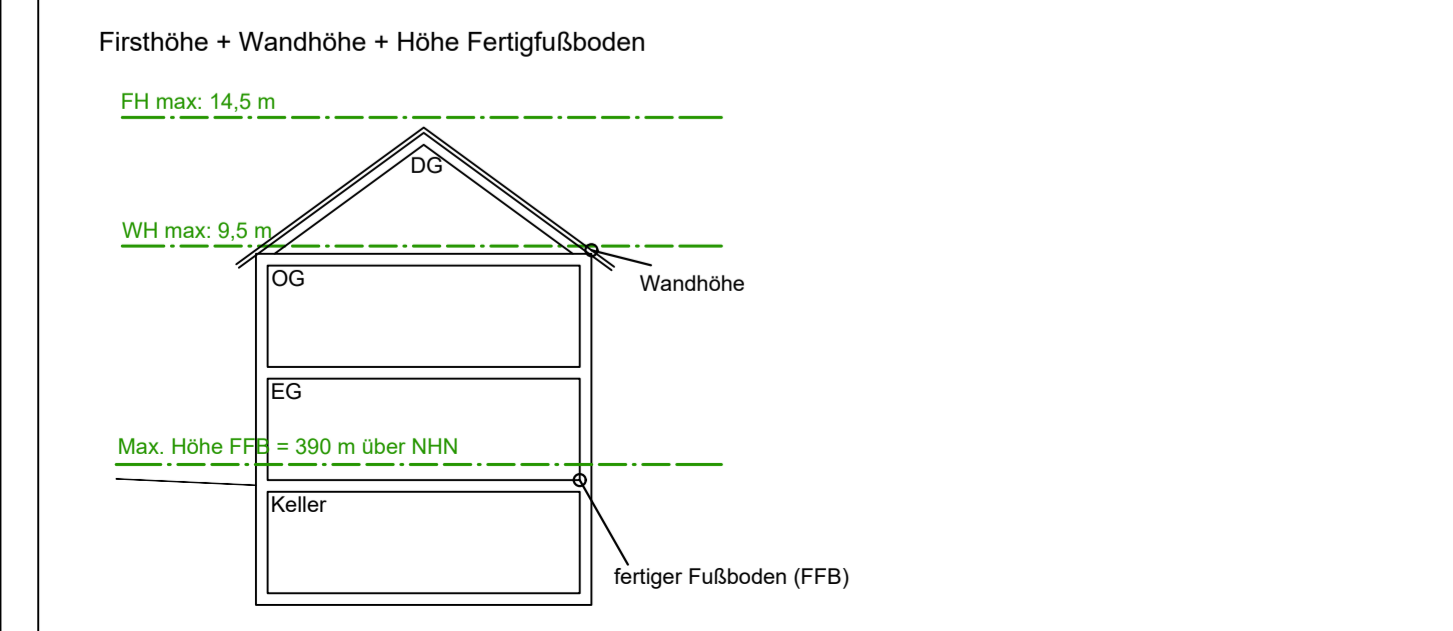 Firsthöhe + Wandhöhe + Höhe Fertigfußboden
FH max: 14,5 m
DG
WH max: 9,5 m
OG
Wandhöhe
EG
Max. Höhe FFB = 390 m über NHN
Keller
fertiger Fußboden (FFB)